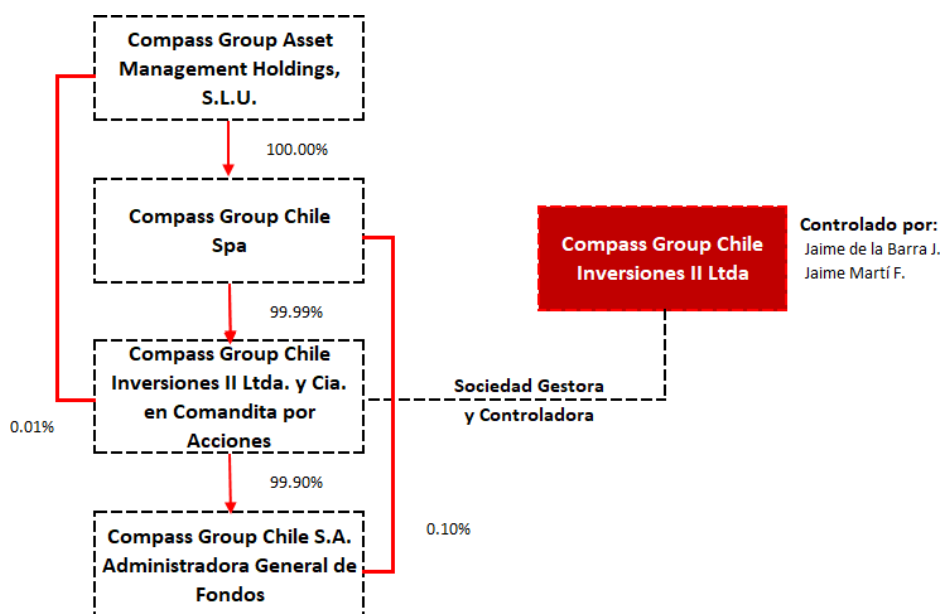 Compass Group Asset
Management Holdings,
S.L.U.
100.00%
Compass Group Chile
Spa
99.99%
Compass Group Chile
Inversiones II Ltda. y Cia.
en Comandita por
Acciones
0.01%
99.90%
Compass Group Chile S.A.
Administradora General de
Fondos
0.10%
Sociedad Gestora
y Controladora
Compass Group Chile
Inversiones II Ltda
Controlado por:
Jaime de la Barra J.
Jaime Martí F.